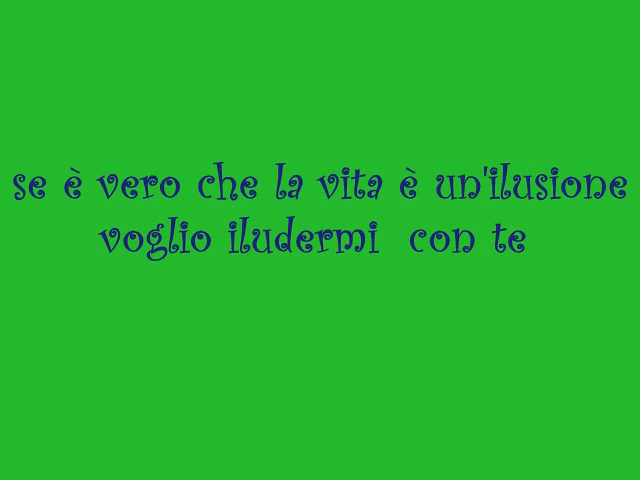 se è vero che la vita è un'ilusione
voglio iludermi con te